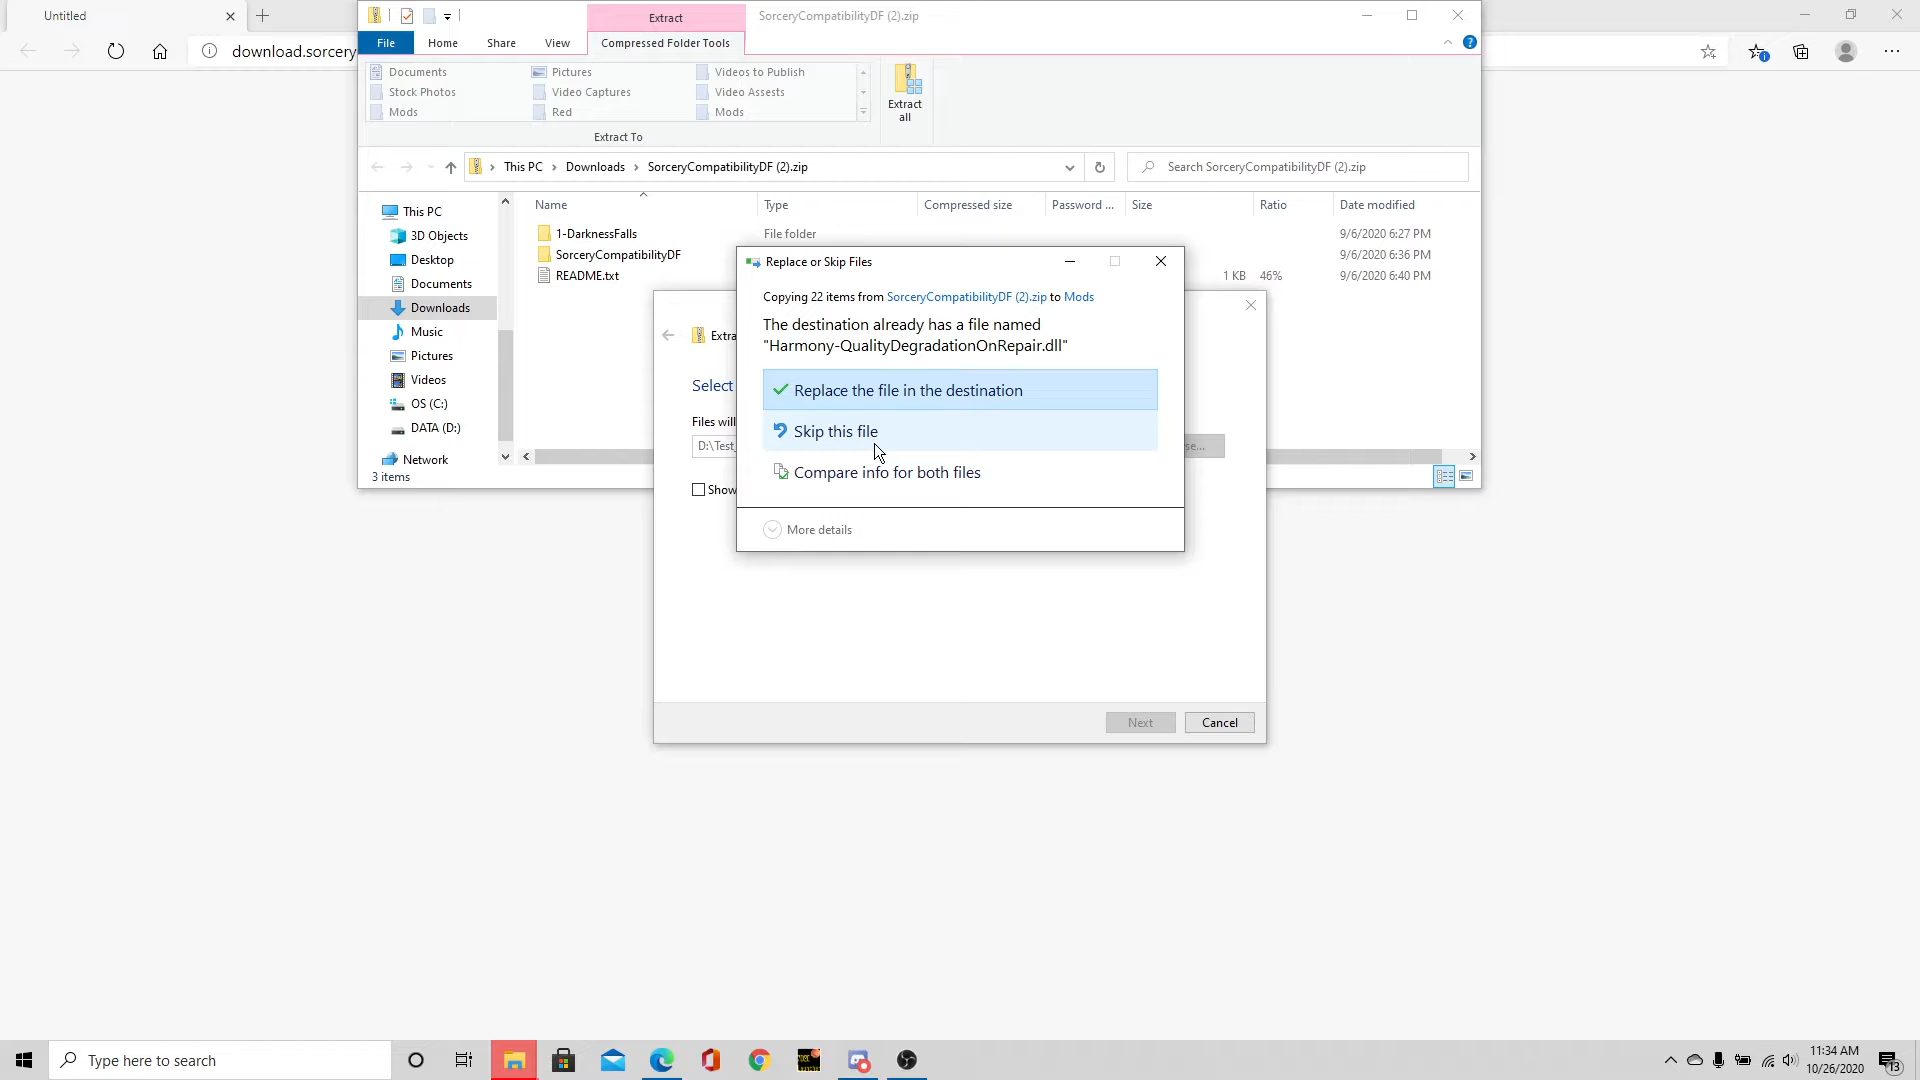 Untitled
download.sorcery
Extract
SorceryCompatibilityDF (2).zip
File
Home
Share
View
Compressed Folder Tools
Documents
Pictures
Videos to Publish
Stock Photos
Video Captures
Video Assests
Mods
Red
Mods
Extract all
Extract To
This PC
Downloads
SorceryCompatibilityDF (2).zip
Search SorceryCompatibilityDF (2).zip
This PC
3D Objects
Desktop
Documents
Downloads
Music
Pictures
Videos
OS (C:)
DATA (D:)
Network
3 items
Name
Type
Compressed size
Password ...
Size
Ratio
Date modified
1-DarknessFalls
File folder
9/6/2020 6:27 PM
SorceryCompatibilityDF
9/6/2020 6:36 PM
README.txt
1 KB
46%
9/6/2020 6:40 PM
Replace or Skip Files
Copying 22 items from SorceryCompatibilityDF (2).zip to Mods
The destination already has a file named
"Harmony-QualityDegradationOnRepair.dll"
Replace the file in the destination
Skip this file
Compare info for both files
More details
Extra
Select
Files will
D:\Test_
se...
Show
Next
Cancel
Type here to search
11:34 AM
10/26/2020
13